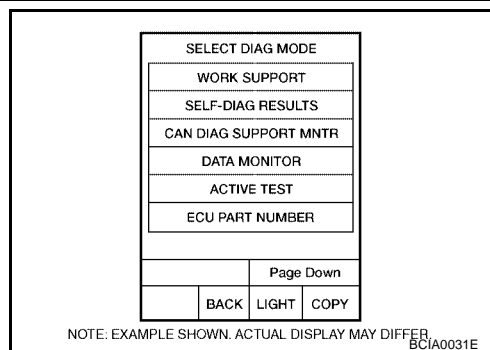 SELECT DIAG MODE
WORK SUPPORT
SELF-DIAG RESULTS
CAN DIAG SUPPORT MNTR
DATA MONITOR
ACTIVE TEST
ECU PART NUMBER
Page Down
BACK LIGHT COPY
NOTE: EXAMPLE SHOWN. ACTUAL DISPLAY MAY DIFFER.
BCIA0031E